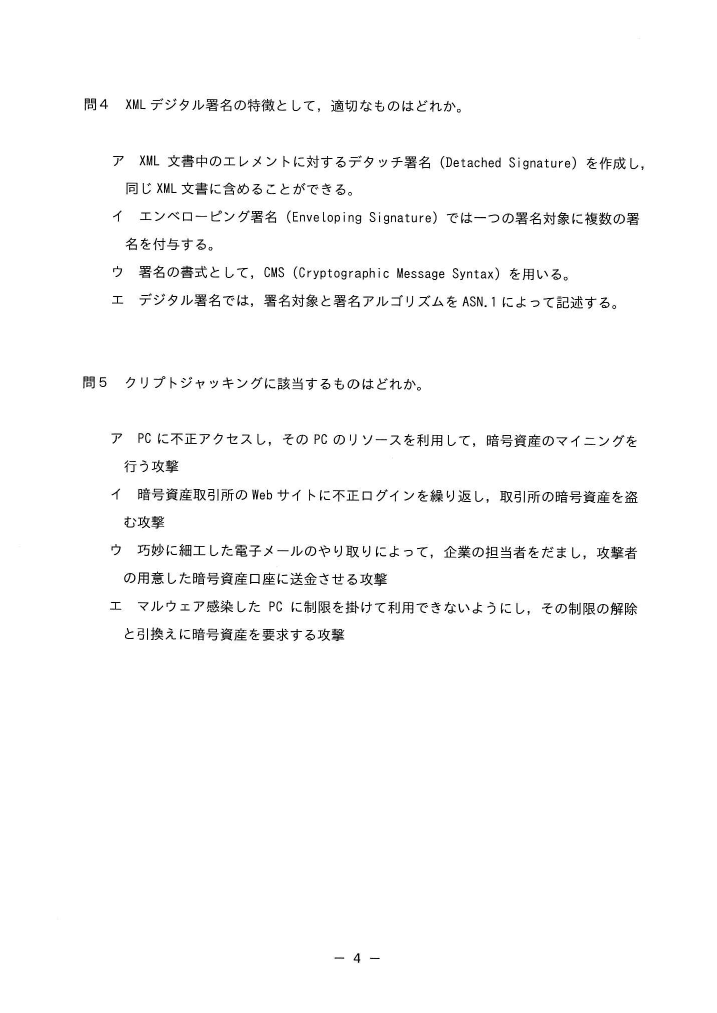 問4 XMLデジタル署名の特徴として，適切なものはどれか。
ア XML 文書中のエレメントに対するデタッチ署名（Detached Signature）を作成し，
同じXML文書に含めることができる。
イ エンベローピング署名（Enveloping Signature）では一つの署名対象に複数の署
名を付与する。
ウ 署名の書式として，CMS（Cryptographic Message Syntax）を用いる。
エ デジタル署名では，署名対象と署名アルゴリズムをASN.1によって記述する。
問5 クリプトジャッキングに該当するものはどれか。
ア PCに不正アクセスし，そのPCのリソースを利用して，暗号資産のマイニングを
行う攻撃
イ 暗号資産取引所のWebサイトに不正ログインを繰り返し，取引所の暗号資産を盗
む攻撃
ウ 巧妙に細工した電子メールのやり取りによって，企業の担当者をだまし，攻撃者
の用意した暗号資産口座に送金させる攻撃
エ マルウェア感染した PC に制限を掛けて利用できないようにし，その制限の解除
と引換えに暗号資産を要求する攻撃
－ 4 －